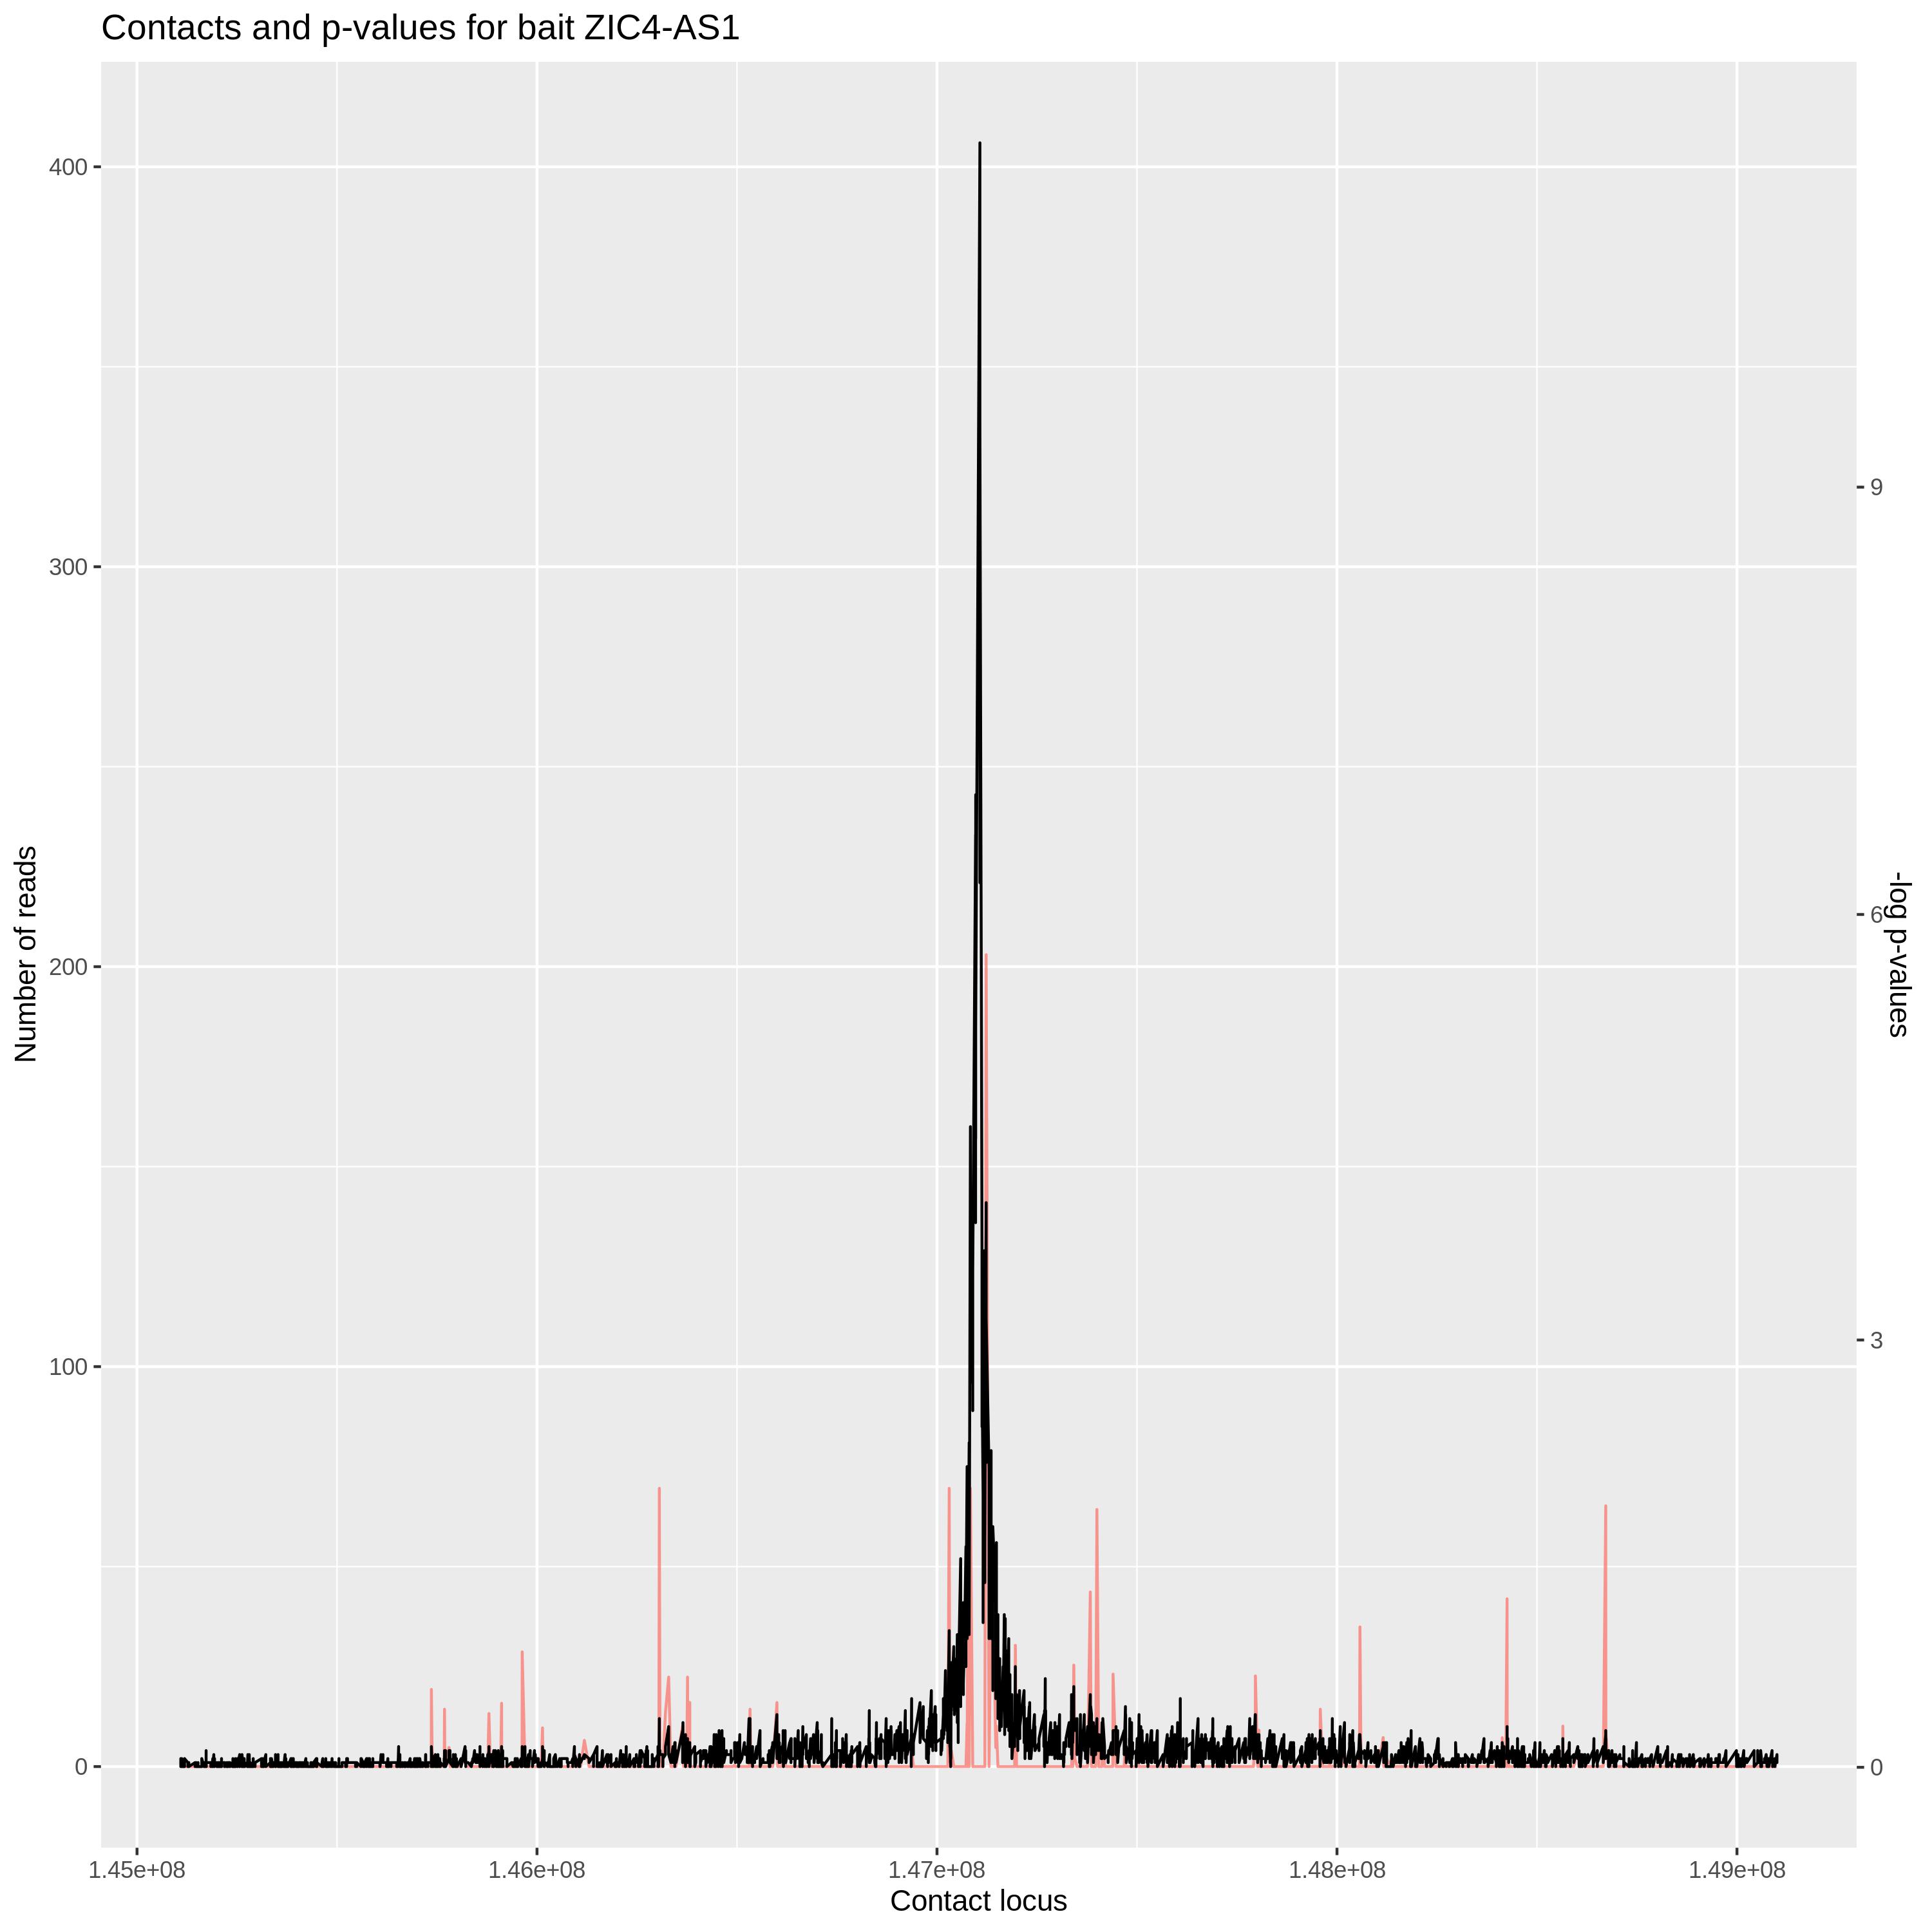 Contacts and p-values for bait ZIC4-AS1
400
300
200
100
0
Number of reads
9
6
3
0
-log p-values
1.45e+08 1.46e+08 1.47e+08 1.48e+08 1.49e+08
Contact locus